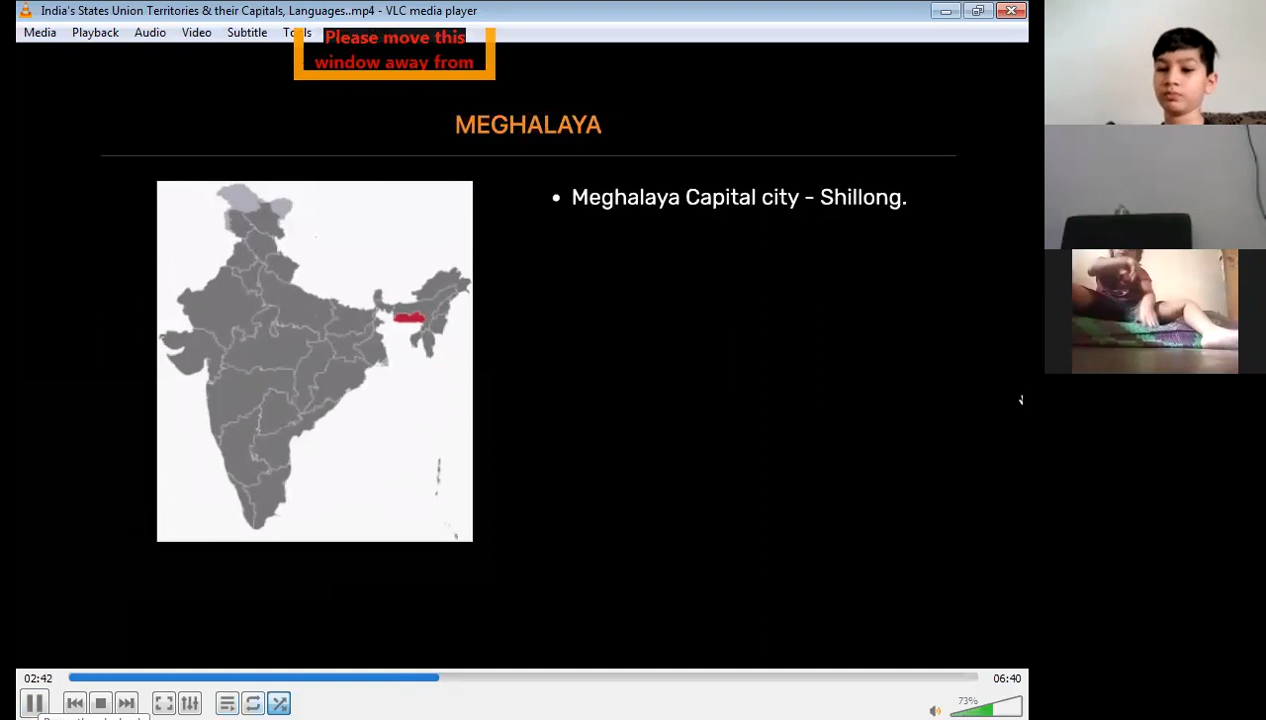 India's States Union Territories & their Capitals, Languages..mp4 - VLC media player
Media Playback Audio Video Subtitle Tools
Please move this
window away from
MEGHALAYA
• Meghalaya Capital city - Shillong.
02:42
06:40
73%